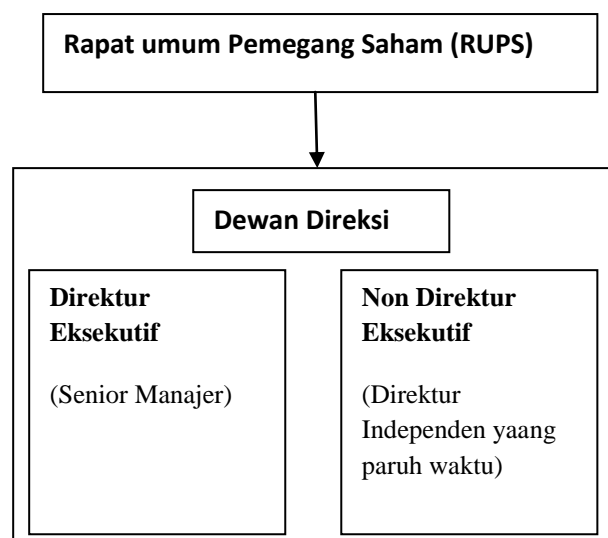 Rapat umum Pemegang Saham (RUPS)
Dewan Direksi
Direktur
Eksekutif
(Senior Manajer)
Non Direktur
Eksekutif
(Direktur
Independen yaang
paruh waktu)